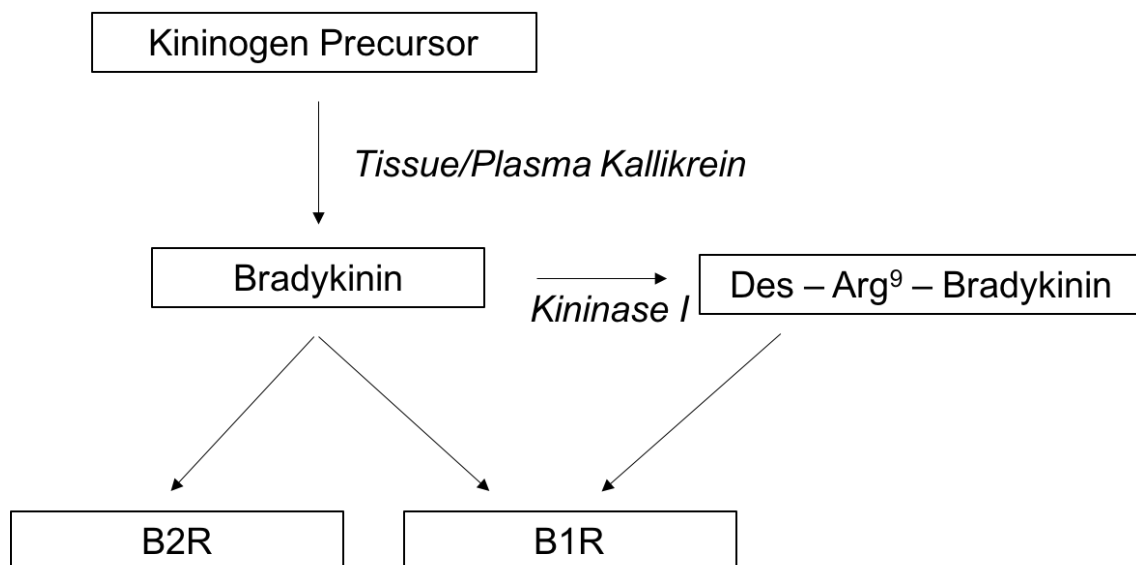 Kininogen Precursor
Tissue/Plasma Kallikrein
Bradykinin
Kininase I
Des – Arg⁹ – Bradykinin
B2R
B1R